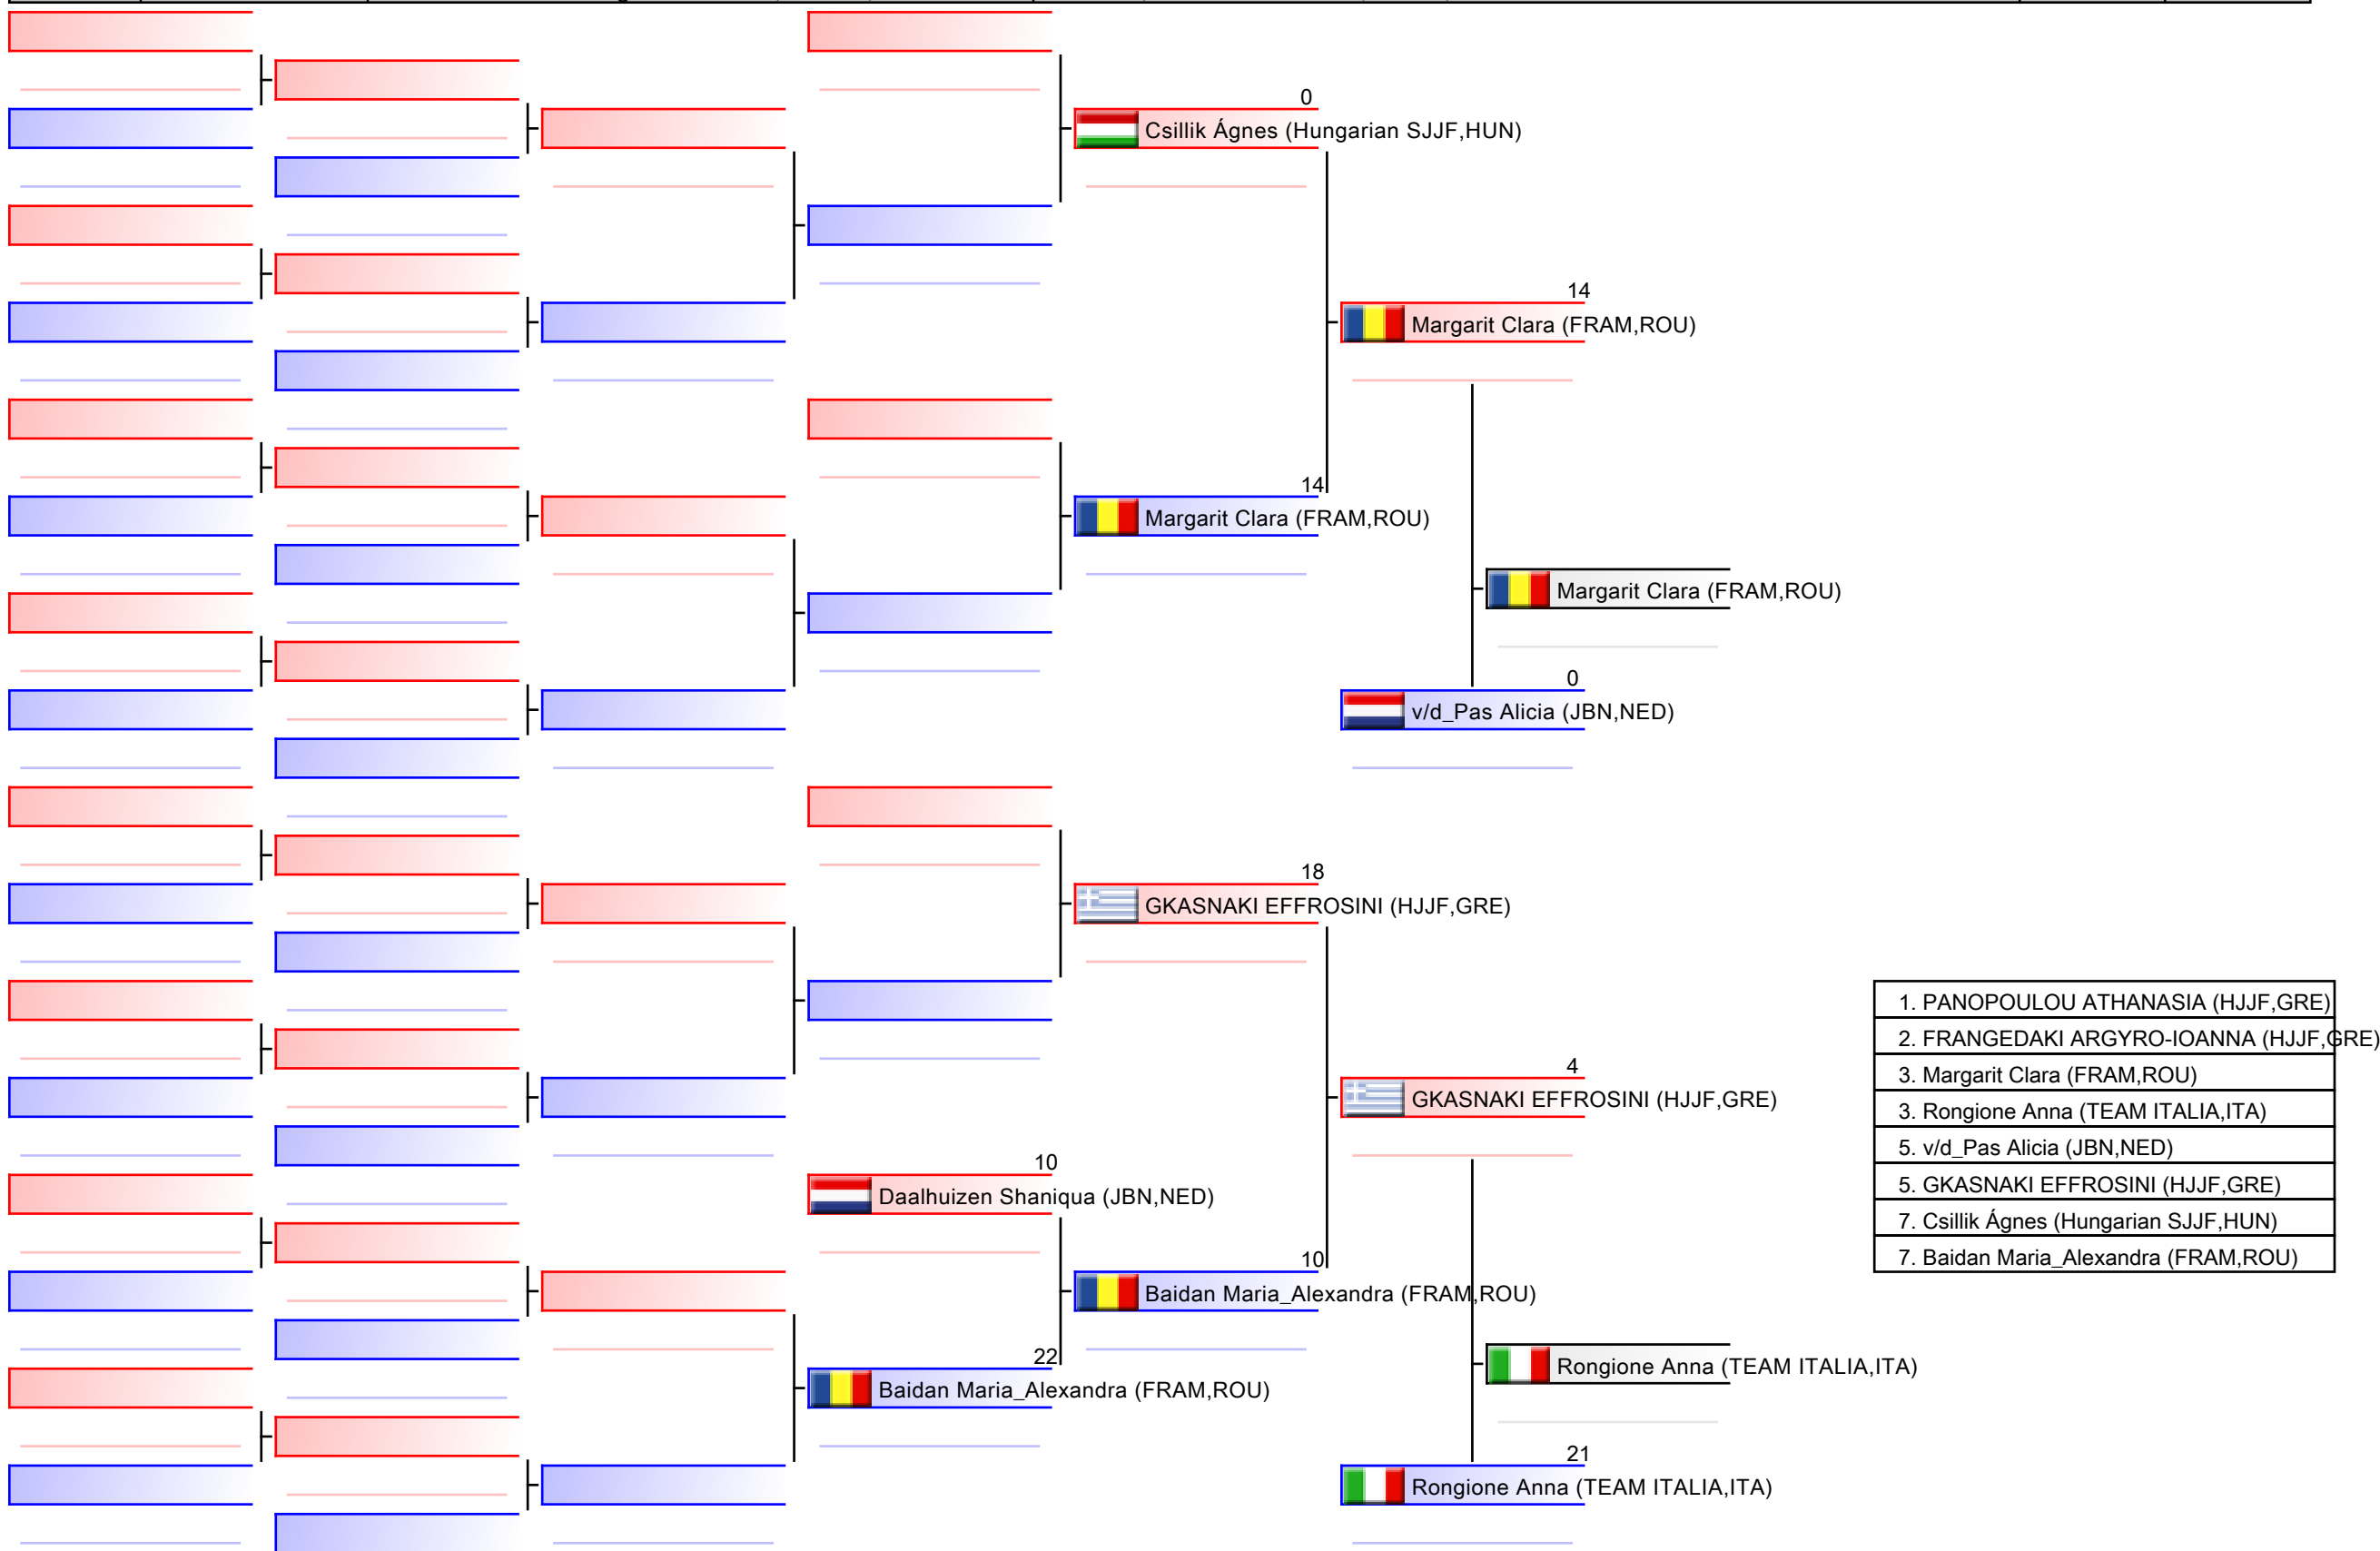 0
Csillik Ágnes (Hungarian SJJF,HUN)
14
Margarit Clara (FRAM,ROU)
14
Margarit Clara (FRAM,ROU)
Margarit Clara (FRAM,ROU)
0
v/d_Pas Alicia (JBN,NED)
18
GKASNAKI EFFROSINI (HJJF,GRE)
4
GKASNAKI EFFROSINI (HJJF,GRE)
10
Daalhuizen Shaniqua (JBN,NED)
10
Baidan Maria_Alexandra (FRAM,ROU)
22
Baidan Maria_Alexandra (FRAM,ROU)
Rongione Anna (TEAM ITALIA,ITA)
21
Rongione Anna (TEAM ITALIA,ITA)
1. PANOPOULOU ATHANASIA (HJJF,GRE)
2. FRANGEDAKI ARGYRO-IOANNA (HJJF,GRE)
3. Margarit Clara (FRAM,ROU)
3. Rongione Anna (TEAM ITALIA,ITA)
5. v/d_Pas Alicia (JBN,NED)
5. GKASNAKI EFFROSINI (HJJF,GRE)
7. Csillik Ágnes (Hungarian SJJF,HUN)
7. Baidan Maria_Alexandra (FRAM,ROU)